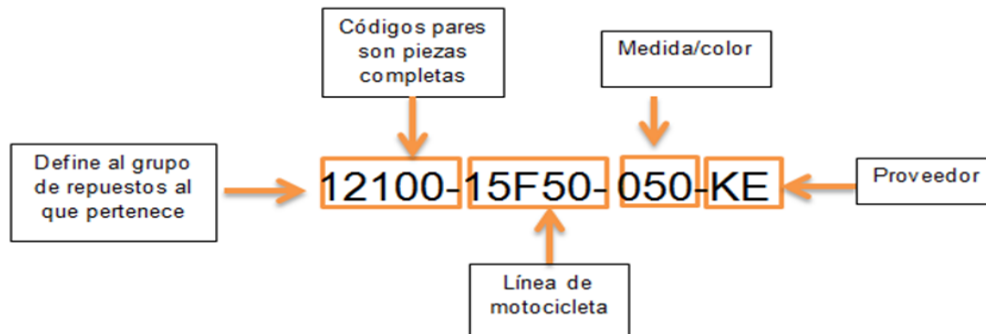 Códigos pares
son piezas
completas
Medida/color
Define al grupo
de repuestos al
que pertenece
12100-15F50-050-KE
Proveedor
Línea de
motocicleta